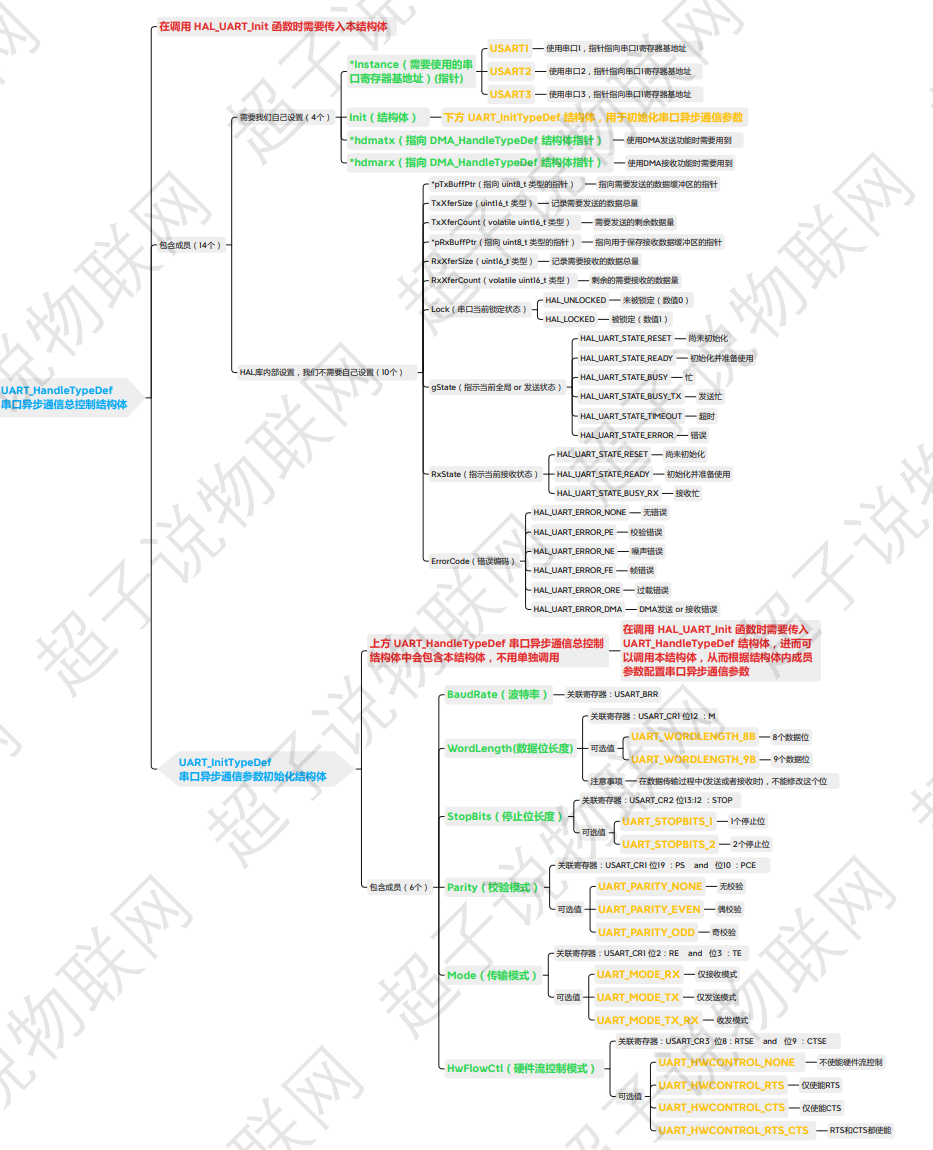 在调用 HAL_UART_Init 函数时需要传入本结构体
*Instance（需要使用的串
口寄存器基地址）(指针)
USART1
使用串口1，指针指向串口1寄存器基地址
USART2
使用串口2，指针指向串口1寄存器基地址
USART3
使用串口3，指针指向串口1寄存器基地址
需要我们自己设置（4个）
Init（结构体）
下方 UART_InitTypeDef 结构体，用于初始化串口异步通信参数
*hdmatx（指向 DMA_HandleTypeDef 结构体指针）
使用DMA发送功能时需要用到
*hdmarx（指向 DMA_HandleTypeDef 结构体指针）
使用DMA接收功能时需要用到
包含成员（14个）
*pTxBuffPtr（指向 uint8_t 类型的指针）
指向需要发送的数据缓冲区的指针
TxXferSize（uint16_t 类型）
记录需要发送的数据总量
TxXferCount（volatile uint16_t 类型）
需要发送的剩余数据量
*pRxBuffPtr（指向 uint8_t 类型的指针）
指向用于保存接收数据缓冲区的指针
RxXferSize（uint16_t 类型）
记录需要接收的数据总量
RxXferCount（volatile uint16_t 类型）
剩余的需要接收的数据量
Lock（串口当前锁定状态）
HAL_UNLOCKED
未被锁定（数值0）
HAL_LOCKED
被锁定（数值1）
HAL库内部设置，我们不需要自己设置（10个）
gState（指示当前全局 or 发送状态）
HAL_UART_STATE_RESET
尚未初始化
HAL_UART_STATE_READY
初始化并准备使用
HAL_UART_STATE_BUSY
忙
HAL_UART_STATE_BUSY_TX
发送忙
HAL_UART_STATE_TIMEOUT
超时
HAL_UART_STATE_ERROR
错误
UART_HandleTypeDef
串口异步通信总控制结构体
RxState（指示当前接收状态）
HAL_UART_STATE_RESET
尚未初始化
HAL_UART_STATE_READY
初始化并准备使用
HAL_UART_STATE_BUSY_RX
接收忙
ErrorCode（错误编码）
HAL_UART_ERROR_NONE
无错误
HAL_UART_ERROR_PE
校验错误
HAL_UART_ERROR_NE
噪声错误
HAL_UART_ERROR_FE
帧错误
HAL_UART_ERROR_ORE
过载错误
HAL_UART_ERROR_DMA
DMA发送 or 接收错误
上方 UART_HandleTypeDef 串口异步通信总控制
结构体中会包含本结构体，不用单独调用
在调用 HAL_UART_Init 函数时需要传入
UART_HandleTypeDef 结构体，进而可
以调用本结构体，从而根据结构体内成员
参数配置串口异步通信参数
UART_InitTypeDef
串口异步通信参数初始化结构体
包含成员（6个）
BaudRate（波特率）
关联寄存器：USART_BRR
WordLength(数据位长度)
关联寄存器：USART_CR1 位12 ：M
可选值
UART_WORDLENGTH_8B
8个数据位
UART_WORDLENGTH_9B
9个数据位
注意事项
在数据传输过程中(发送或者接收时)，不能修改这个位
StopBits（停止位长度）
关联寄存器：USART_CR2 位13:12 ：STOP
可选值
UART_STOPBITS_1
1个停止位
UART_STOPBITS_2
2个停止位
Parity（校验模式）
关联寄存器：USART_CR1 位19 ：PS and 位10 ：PCE
可选值
UART_PARITY_NONE
无校验
UART_PARITY_EVEN
偶校验
UART_PARITY_ODD
奇校验
Mode（传输模式）
关联寄存器：USART_CR1 位2：RE and 位3 ：TE
可选值
UART_MODE_RX
仅接收模式
UART_MODE_TX
仅发送模式
UART_MODE_TX_RX
收发模式
HwFlowCtl（硬件流控制模式）
关联寄存器：USART_CR3 位8：RTSE and 位9 ：CTSE
可选值
UART_HWCONTROL_NONE
不使能硬件流控制
UART_HWCONTROL_RTS
仅使能RTS
UART_HWCONTROL_CTS
仅使能CTS
UART_HWCONTROL_RTS_CTS
RTS和CTS都使能
超子说物联网